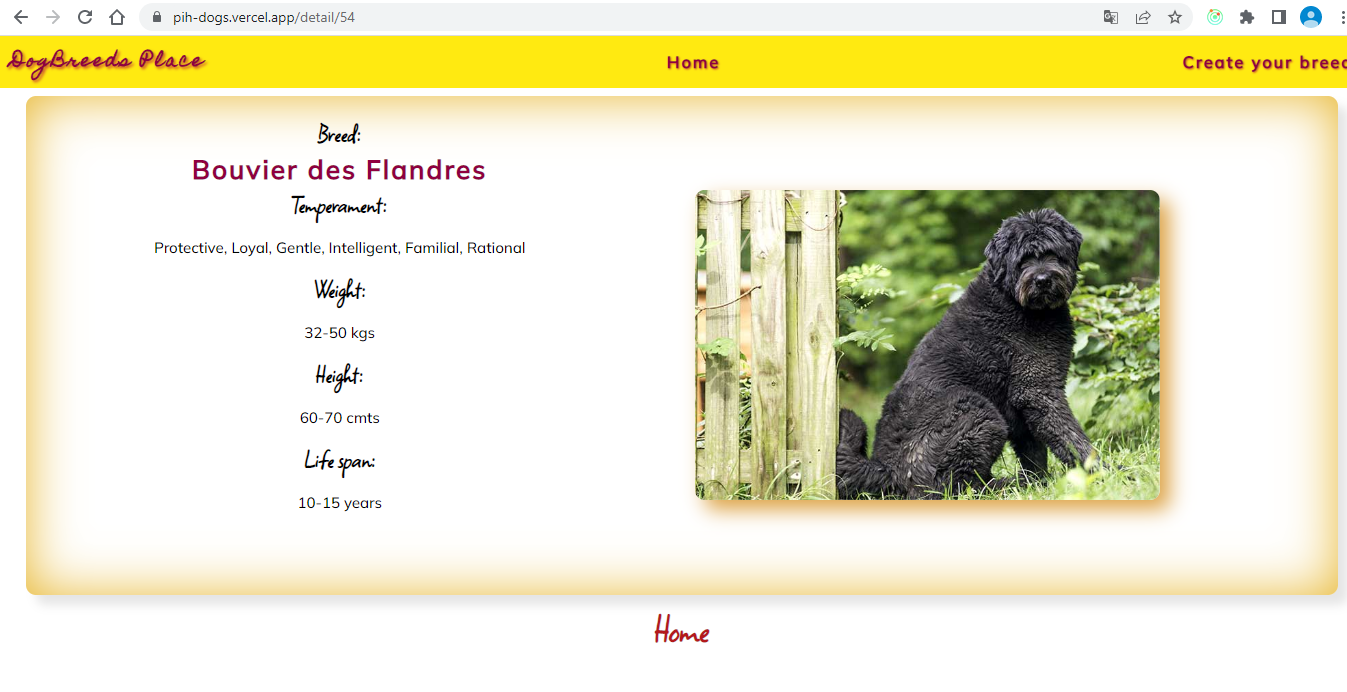 pih-dogs.vercel.app/detail/54
DogBreeds Place Home Create your breed
Breed:
Bouvier des Flandres
Temperament:
Protective, Loyal, Gentle, Intelligent, Familial, Rational
Weight:
32-50 kgs
Height:
60-70 cmts
Life span:
10-15 years
Home